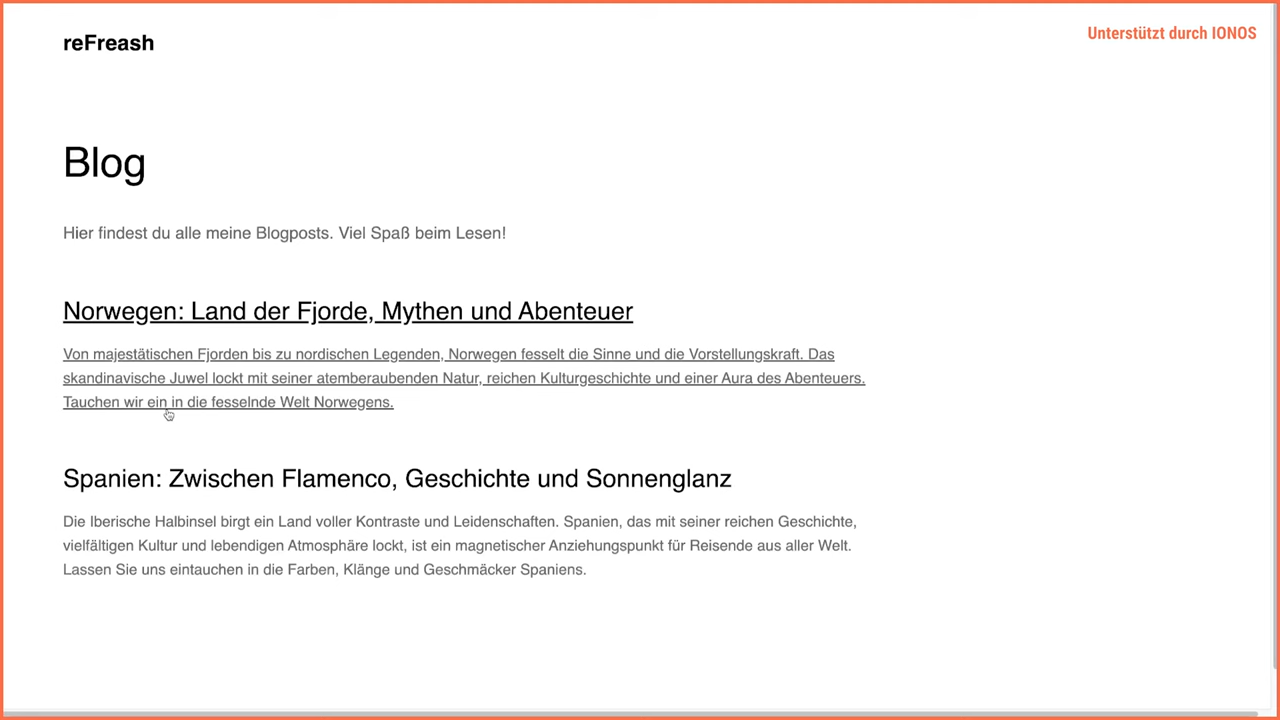 reFreash
Unterstützt durch IONOS
Blog
Hier findest du alle meine Blogposts. Viel Spaß beim Lesen!
Norwegen: Land der Fjorde, Mythen und Abenteuer
Von majestätischen Fjorden bis zu nordischen Legenden, Norwegen fesselt die Sinne und die Vorstellungskraft. Das
skandinavische Juwel lockt mit seiner atemberaubenden Natur, reichen Kulturgeschichte und einer Aura des Abenteuers.
Tauchen wir ein in die fesselnde Welt Norwegens.
Spanien: Zwischen Flamenco, Geschichte und Sonnenglanz
Die Iberische Halbinsel birgt ein Land voller Kontraste und Leidenschaften. Spanien, das mit seiner reichen Geschichte,
vielfältigen Kultur und lebendigen Atmosphäre lockt, ist ein magnetischer Anziehungspunkt für Reisende aus aller Welt.
Lassen Sie uns eintauchen in die Farben, Klänge und Geschmäcker Spaniens.